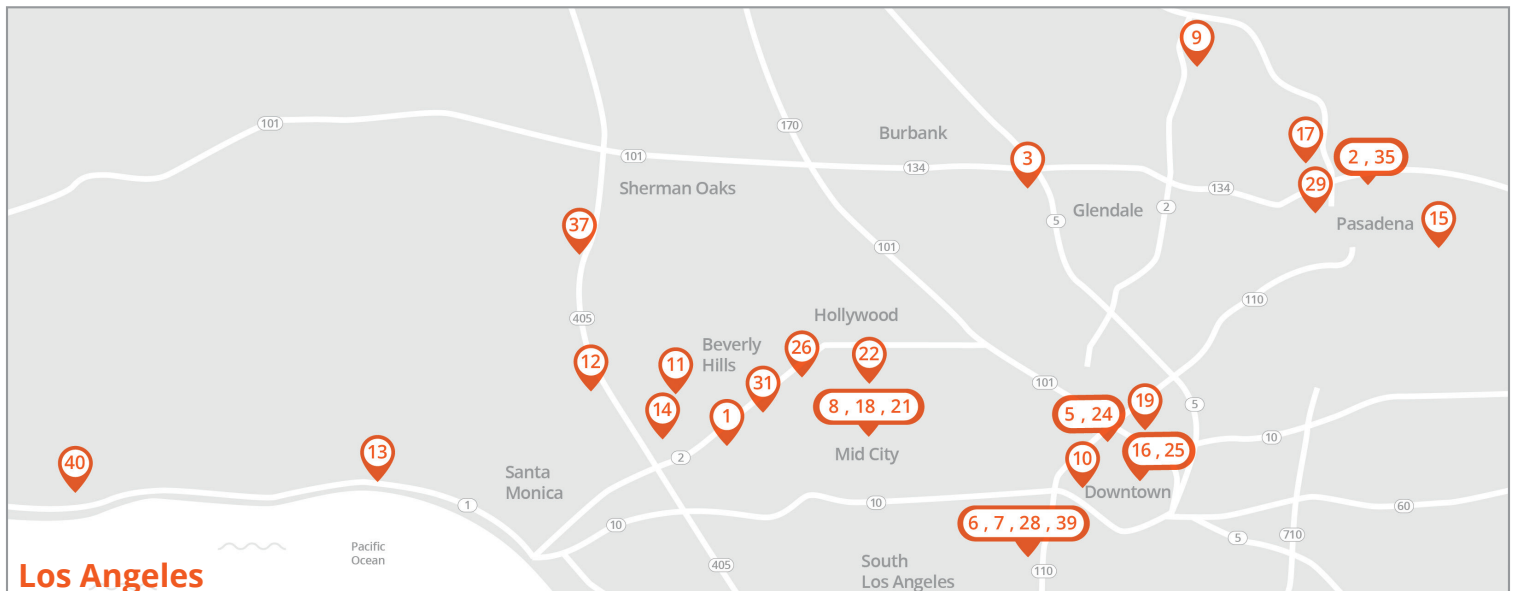 9
101
170
Burbank
17
2 , 35
101
3
134
Sherman Oaks
29
134
Glendale
2
15
37
5
Pasadena
101
110
405
Hollywood
Beverly
Hills
26
22
12
11
31
101
8 , 18 , 21
14
1
5 , 24
19
5
10
13
16 , 25
Mid City
40
2
10
Santa
Monica
Downtown
1
10
60
6 , 7 , 28 , 39
10
5
710
Pacific
Ocean
South
Los Angeles
405
110
Los Angeles